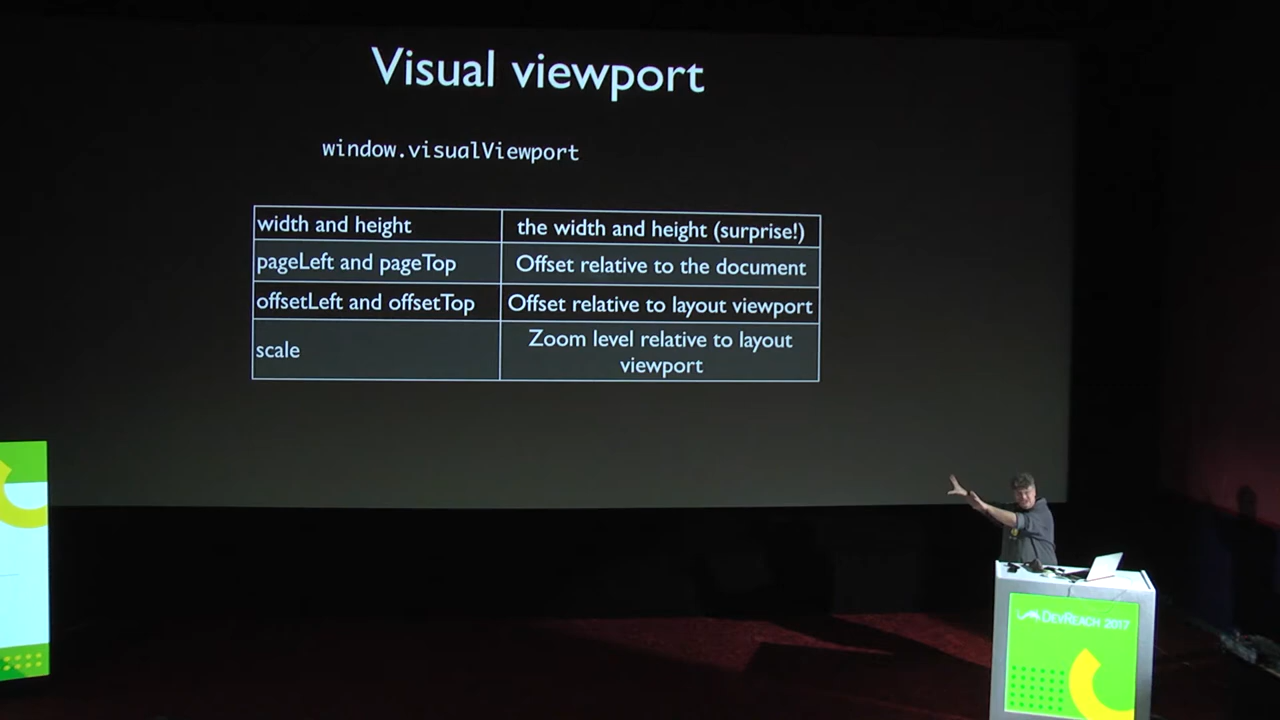 Visual viewport
window.visualViewport
width and height
the width and height (surprise!)
pageLeft and pageTop
Offset relative to the document
offsetLeft and offsetTop
Offset relative to layout viewport
scale
Zoom level relative to layout
viewport
DEVREACH 2017